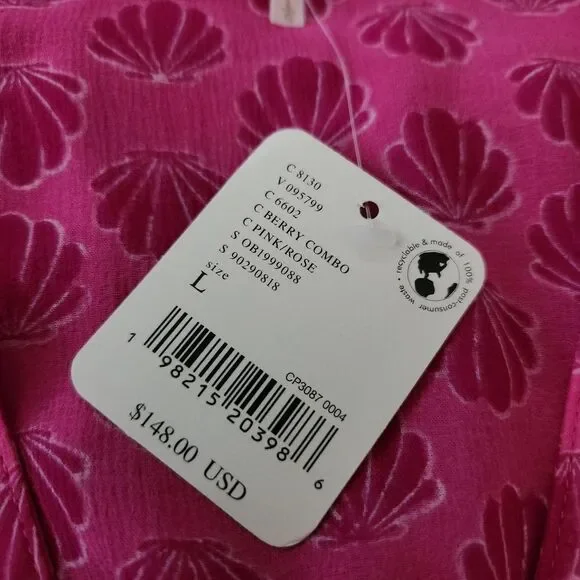 C 8130
V 095799
C 6602
C BERRY COMBO
C PINK/ROSE
S OB1999088
S 90290818
size
L
recyclable & made of 100% post-consumer waste •
CP3087 0004
1 98215 20398 6
$148.00 USD